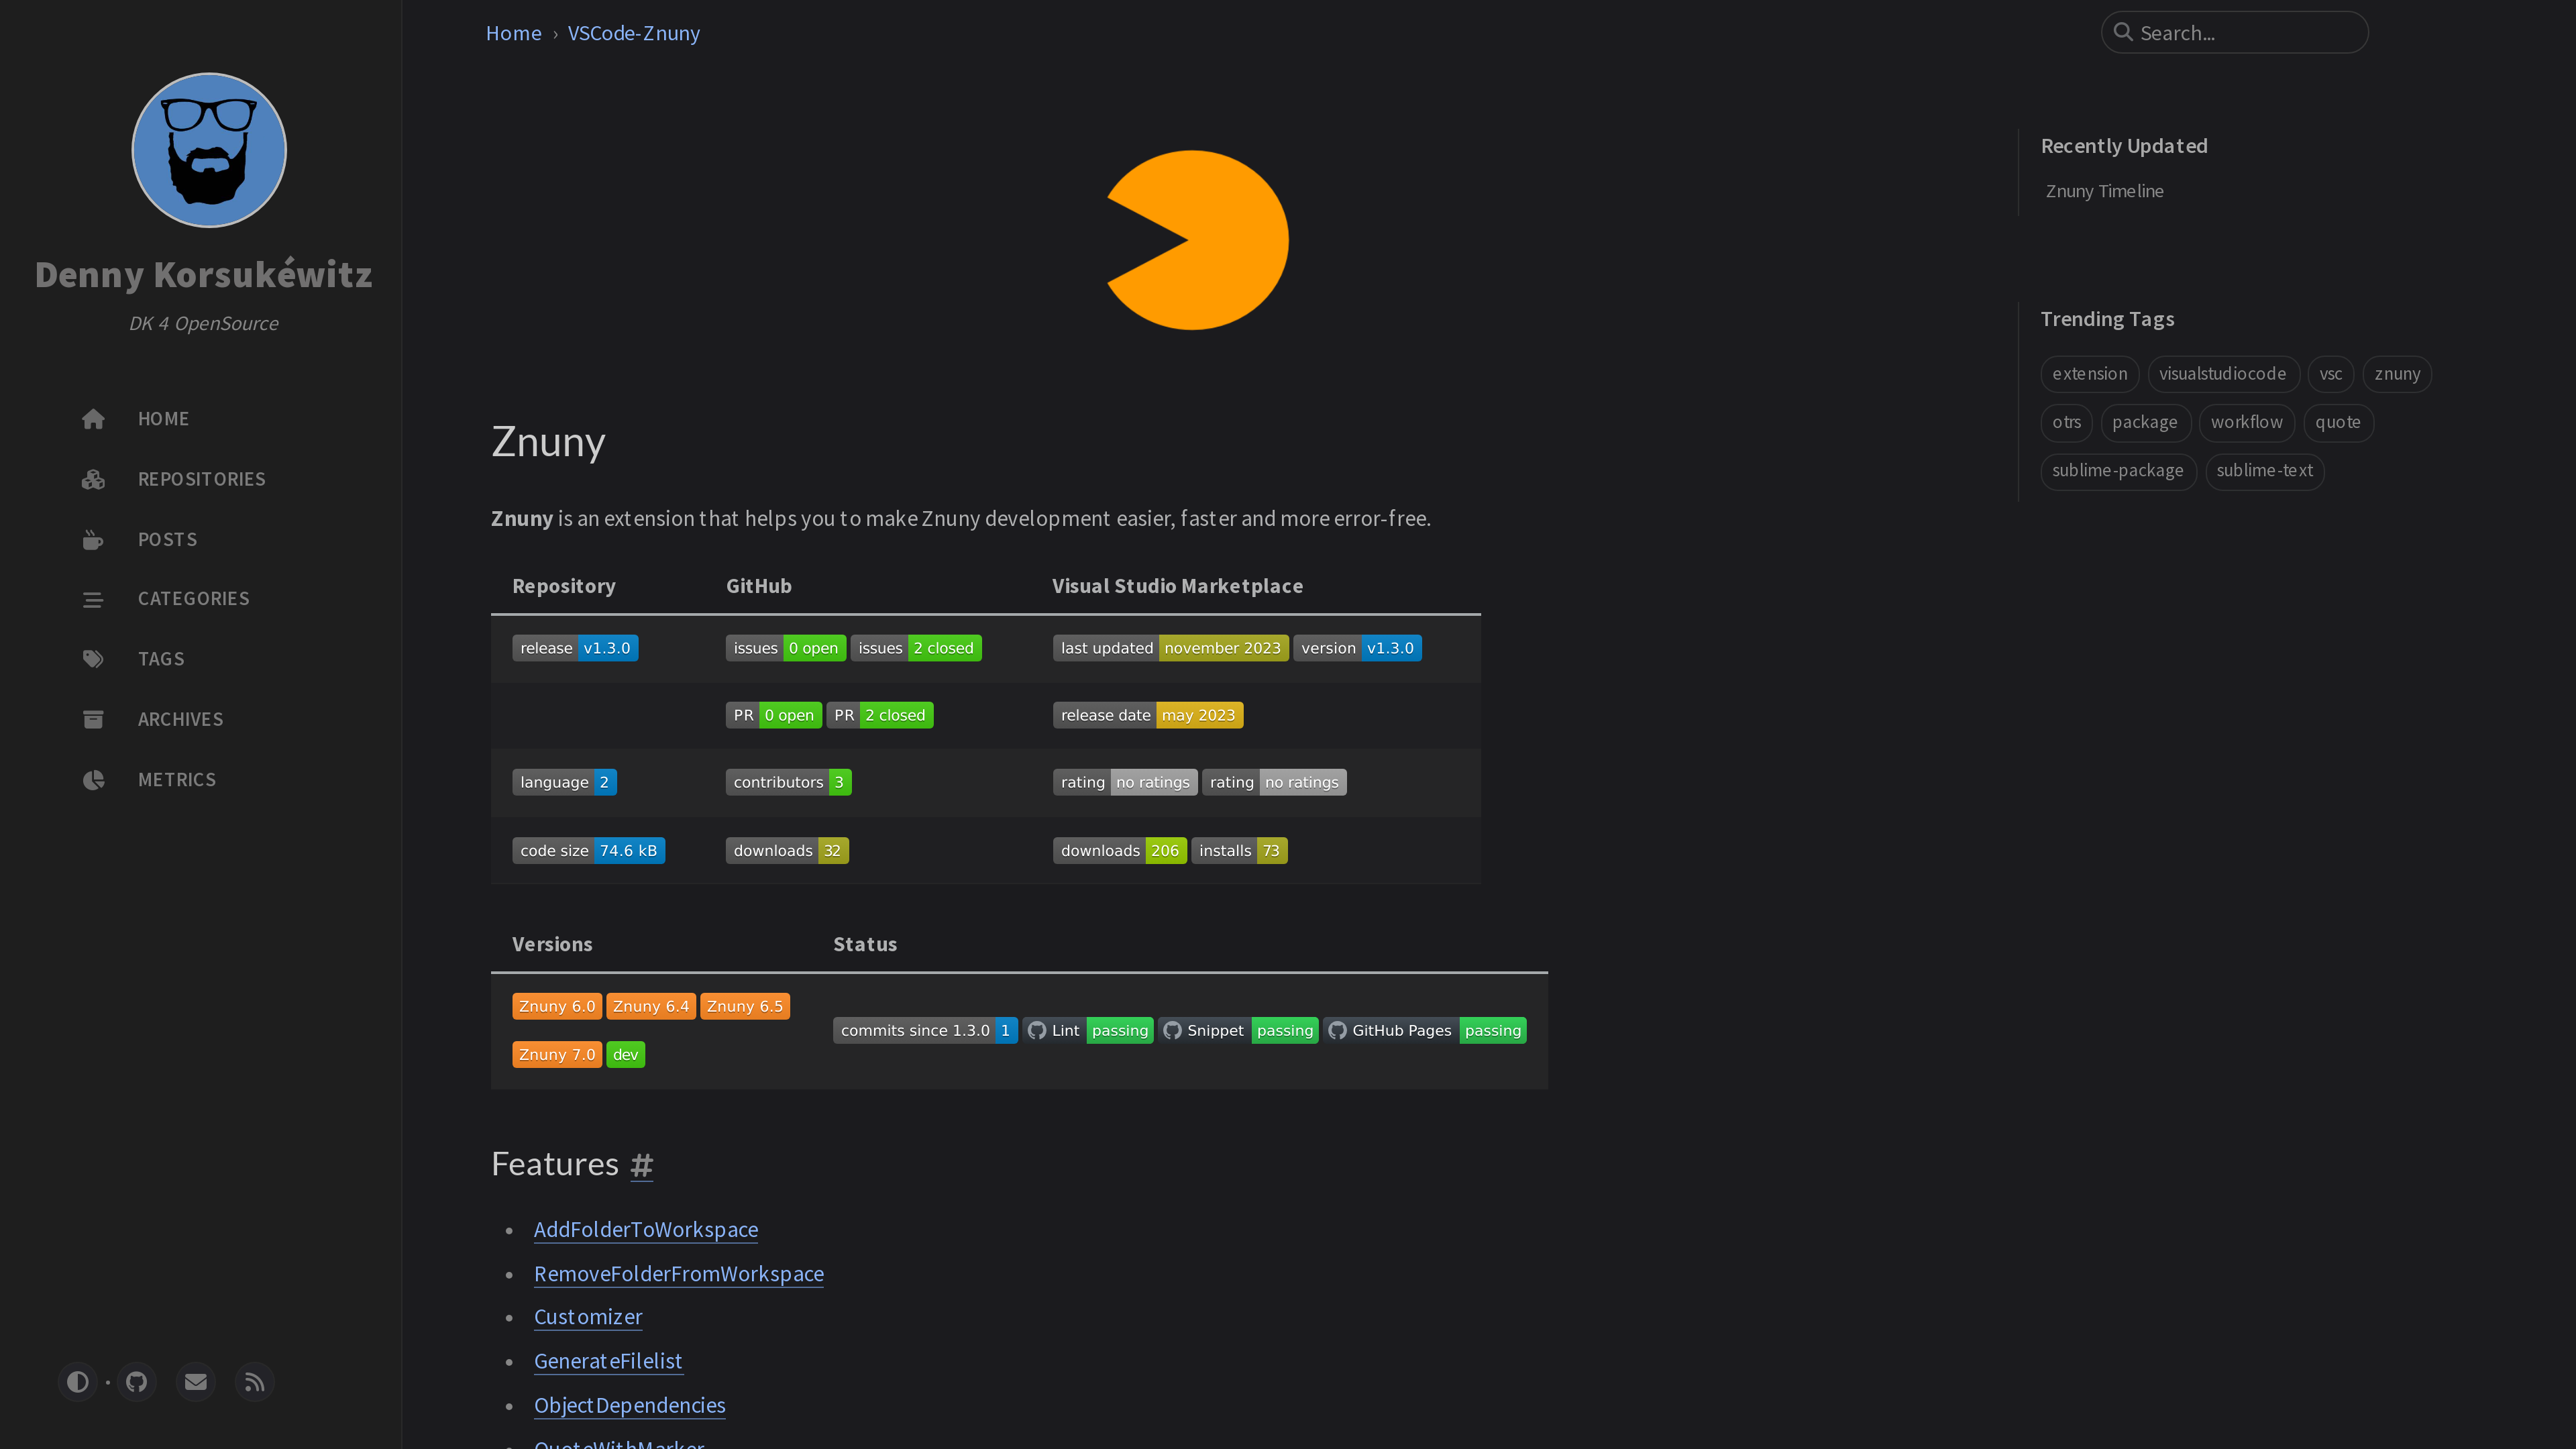 Denny Korsukéwitz
DK 4 OpenSource
HOME
REPOSITORIES
POSTS
CATEGORIES
TAGS
ARCHIVES
METRICS
Home › VSCode-Znuny
Search...
Znuny
Znuny is an extension that helps you to make Znuny development easier, faster and more error-free.
Repository GitHub Visual Studio Marketplace
release v1.3.0 issues 0 open issues 2 closed last updated november 2023 version v1.3.0
PR 0 open PR 2 closed release date may 2023
language 2 contributors 3 rating no ratings rating no ratings
code size 74.6 kB downloads 32 downloads 206 installs 73
Versions Status
Znuny 6.0 Znuny 6.4 Znuny 6.5
commits since 1.3.0 1 Lint passing Snippet passing GitHub Pages passing
Znuny 7.0 dev
Features #
AddFolderToWorkspace
RemoveFolderFromWorkspace
Customizer
GenerateFilelist
ObjectDependencies
QuoteWithMarker
Recently Updated
Znuny Timeline
Trending Tags
extension visualstudiocode vsc znuny
otrs package workflow quote
sublime-package sublime-text